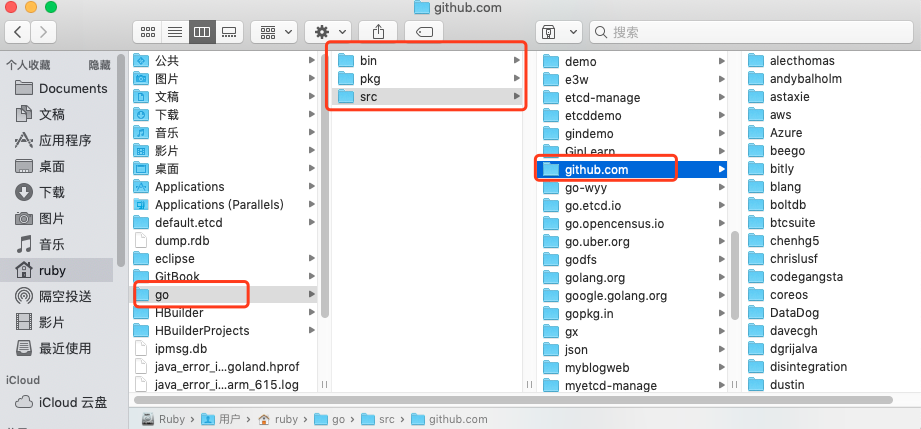 github.com
搜索
个人收藏
隐藏
Documents
文稿
应用程序
桌面
下载
图片
音乐
ruby
隔空投送
影片
最近使用
iCloud
iCloud 云盘
公共
图片
文稿
下载
音乐
影片
桌面
Applications
Applications (Parallels)
default.etcd
dump.rdb
eclipse
GitBook
go
HBuilder
HBuilderProjects
ipmsg.db
java_error_i...goland.hprof
java_error_i...arm_615.log
bin
pkg
src
demo
e3w
etcd-manage
etcddemo
gindemo
GinLearn
github.com
go-wyy
go.etcd.io
go.opencensus.io
go.uber.org
godfs
golang.org
google.golang.org
gopkg.in
gx
json
myblogweb
myetcd-manage
alecthomas
andybalholm
astaxie
aws
Azure
beego
bitly
blang
boltdb
btcsuite
chenhg5
chrislusf
codegangsta
coreos
DataDog
davecgh
dgrijalva
disintegration
dustin
Ruby › 用户 › ruby › go › src › github.com